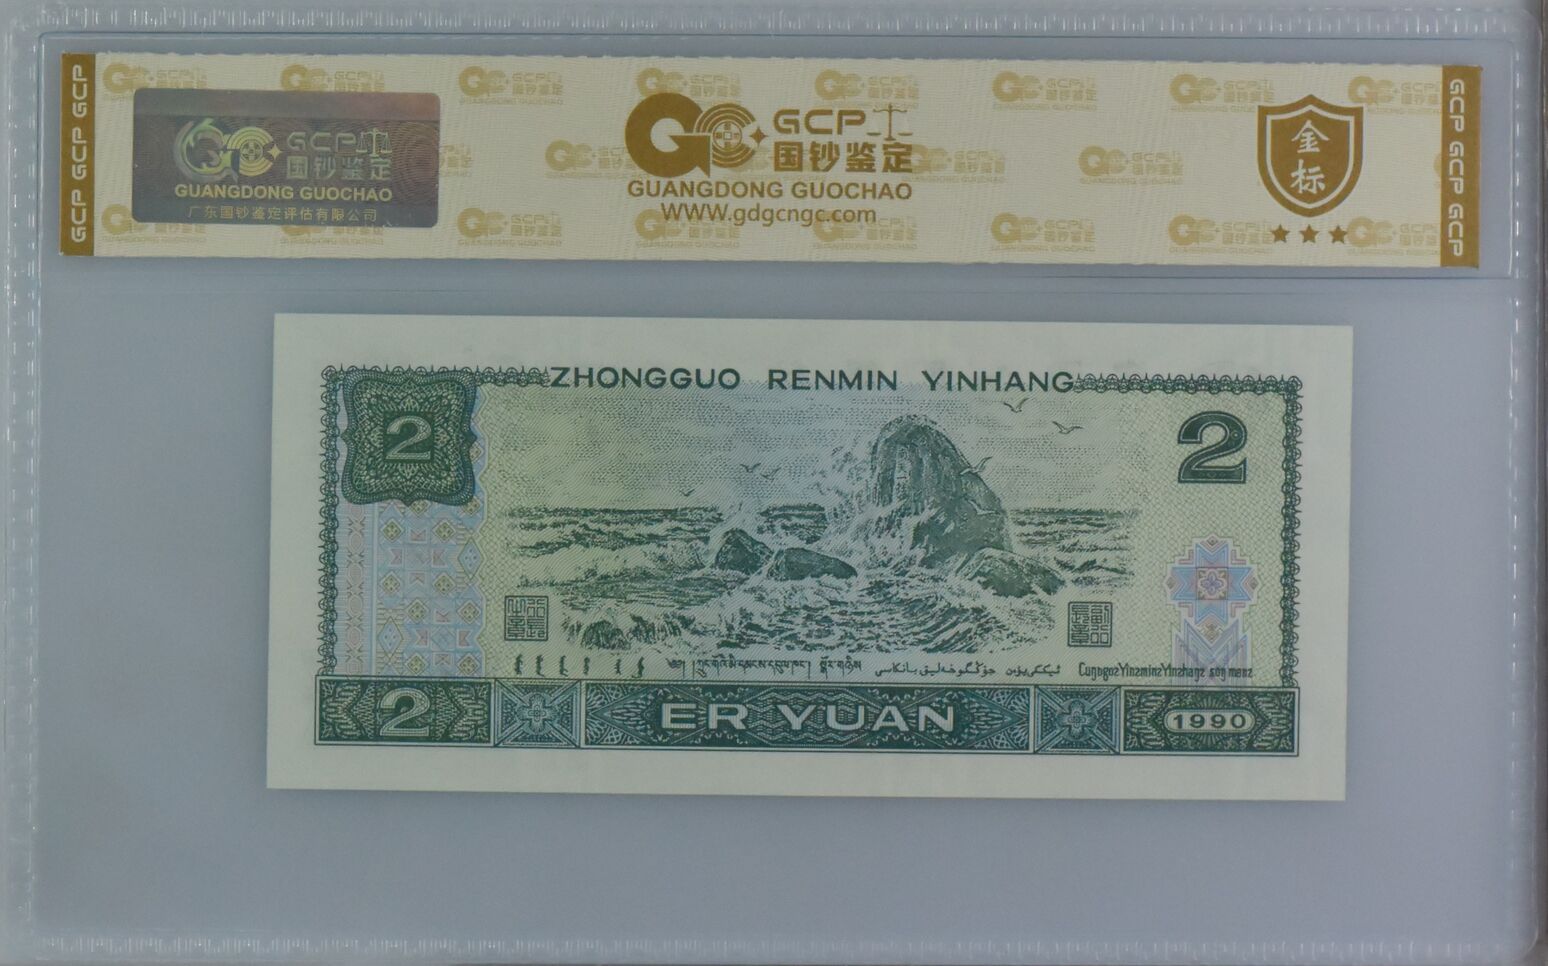 GCP GCP GCP
GCP
国钞鉴定
GUANGDONG GUOCHAO
广东国钞鉴定评估有限公司
GCP
国钞鉴定
GUANGDONG GUOCHAO
WWW.gdgcngc.com
金标
GCP GCP GCP
ZHONGGUO RENMIN YINHANG
2
2
2
ER YUAN
1990